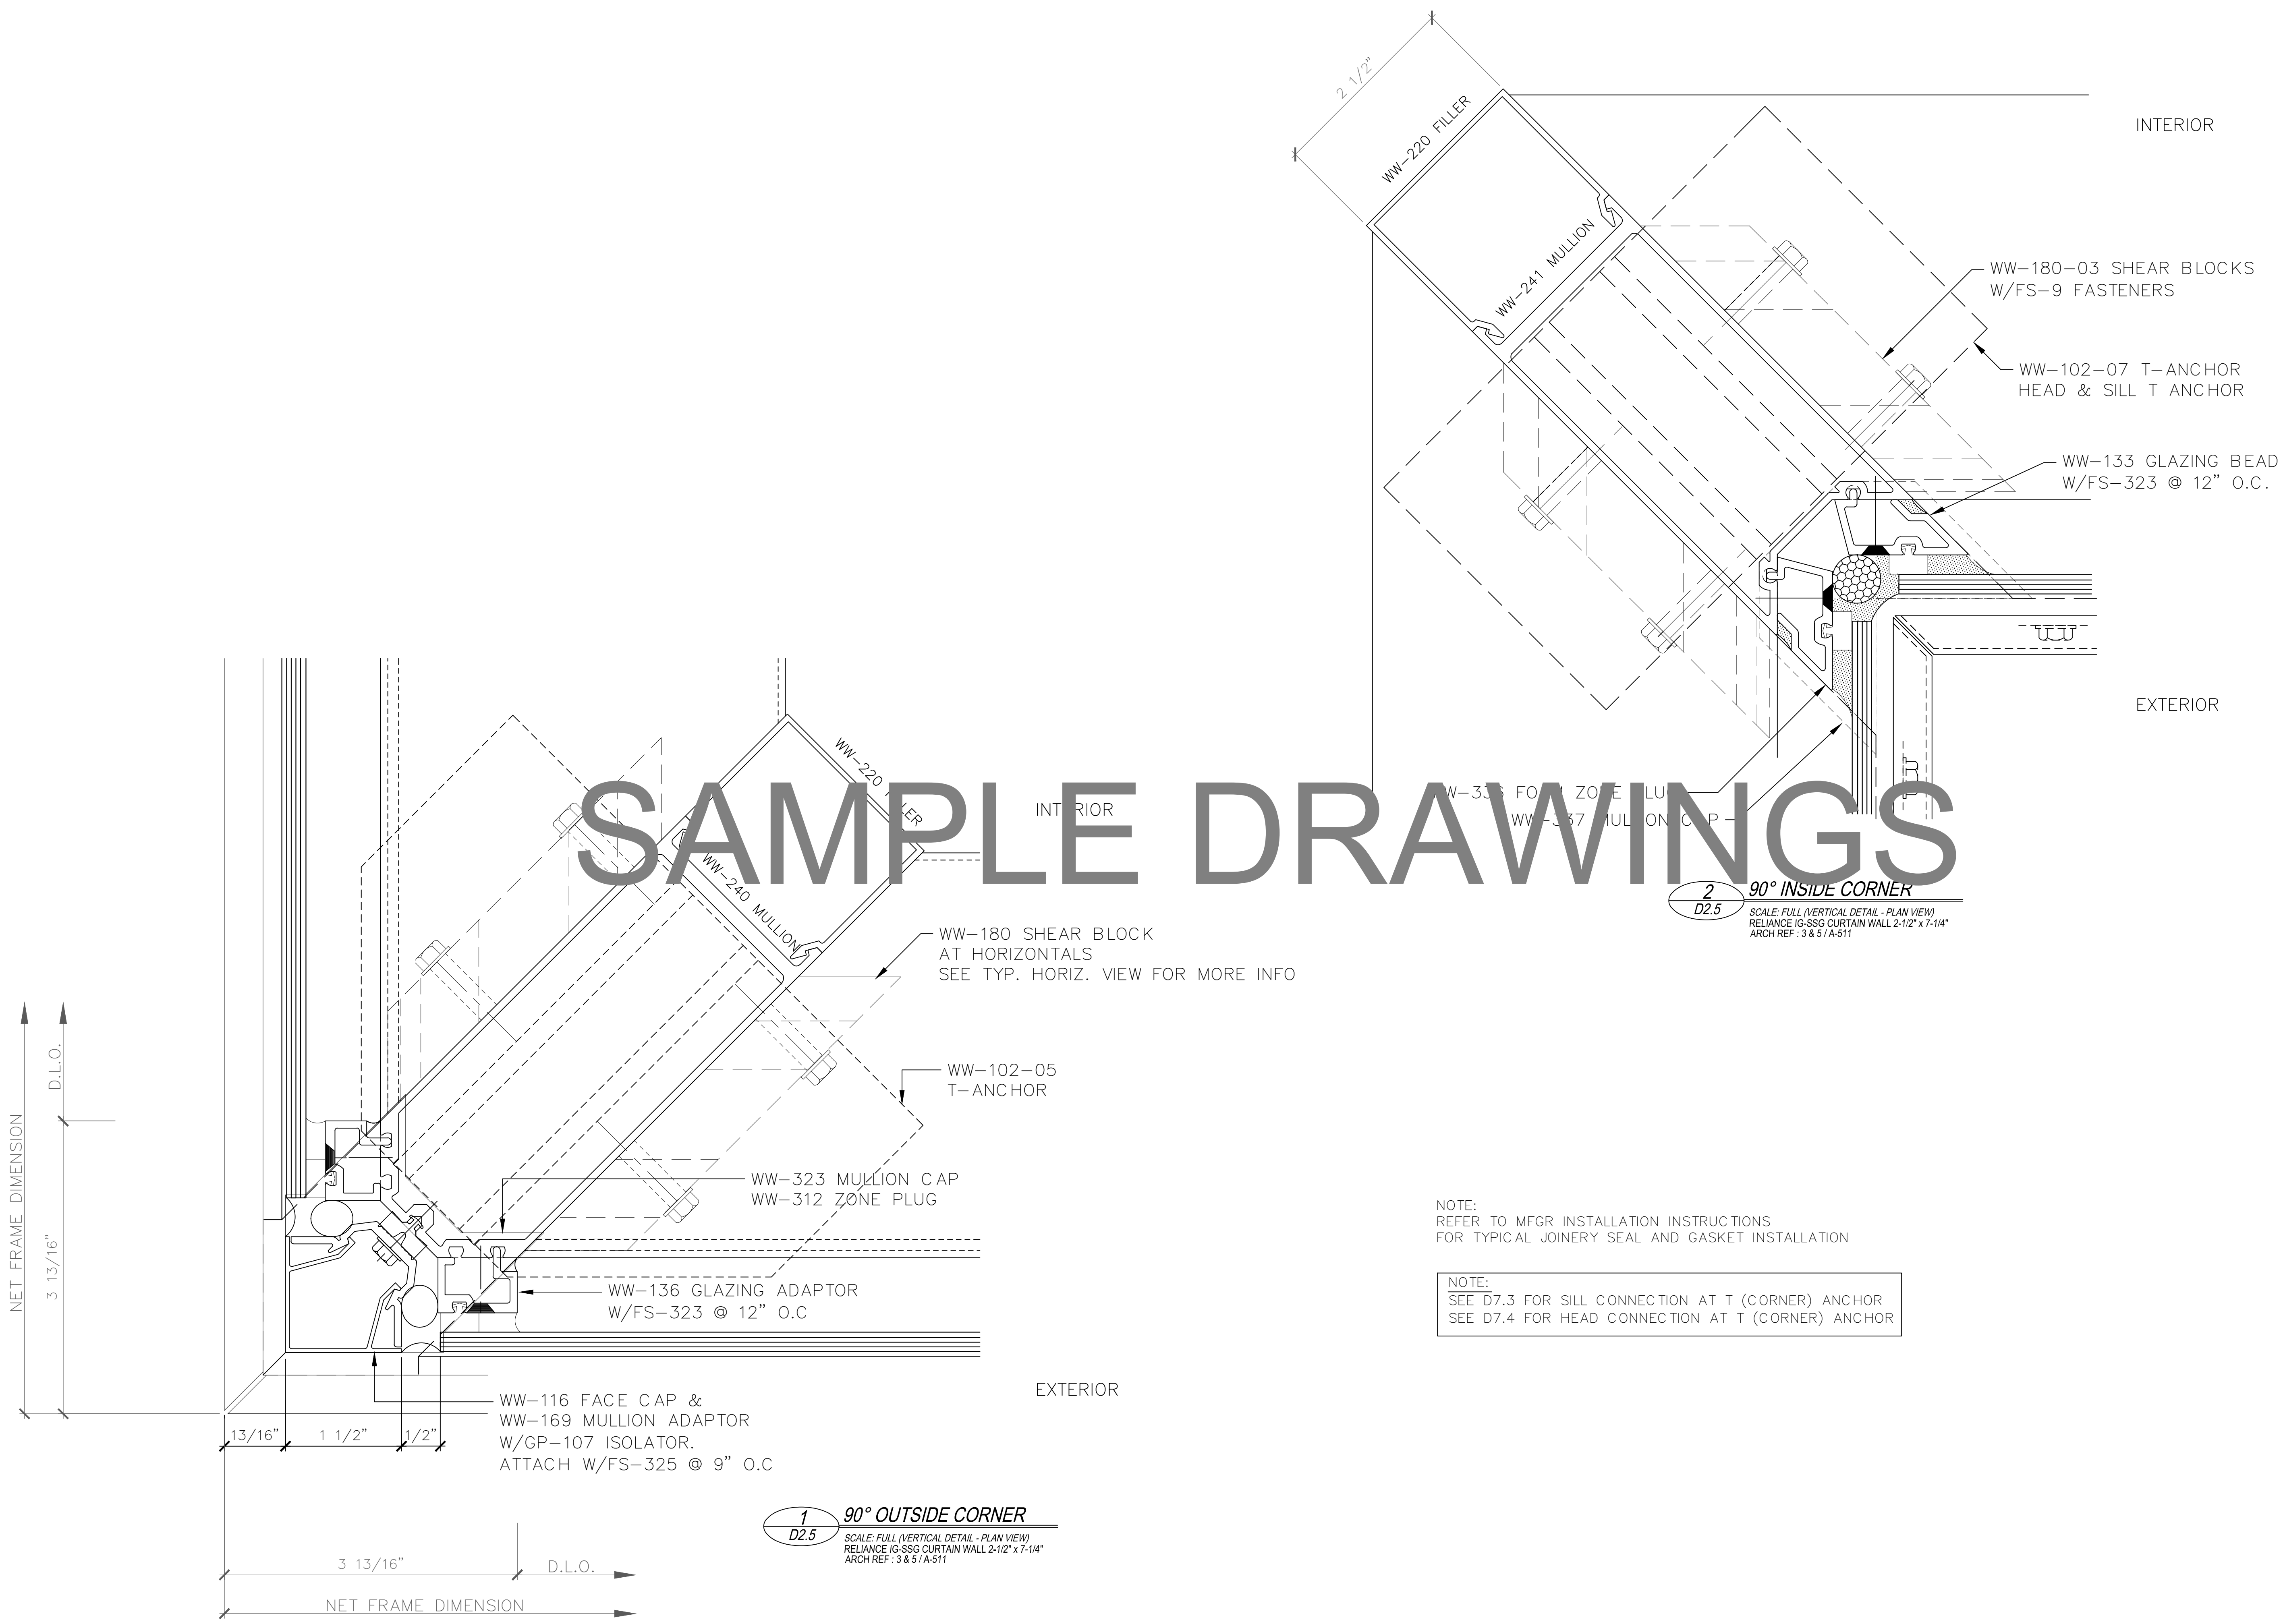 2 1/2"
WW-220 FILLER
WW-241 MULLION
INTERIOR
WW-180-03 SHEAR BLOCKS
W/FS-9 FASTENERS
WW-102-07 T-ANCHOR
HEAD & SILL T ANCHOR
WW-133 GLAZING BEAD
W/FS-323 @ 12" O.C.
EXTERIOR
ZONE
WW-337
2
D2.5
90° INSIDE CORNER
SCALE: FULL (VERTICAL DETAIL - PLAN VIEW)
RELIANCE IG-SSG CURTAIN WALL 2-1/2" x 7-1/4"
ARCH REF : 3 & 5 / A-511
SAMPLE DRAWINGS
WW-220
INTERIOR
WW-240 MULLION
WW-180 SHEAR BLOCK
AT HORIZONTALS
SEE TYP. HORIZ. VIEW FOR MORE INFO
WW-102-05
T-ANCHOR
WW-323 MULLION CAP
WW-312 ZONE PLUG
WW-136 GLAZING ADAPTOR
W/FS-323 @ 12" O.C
EXTERIOR
WW-116 FACE CAP &
WW-169 MULLION ADAPTOR
W/GP-107 ISOLATOR.
ATTACH W/FS-325 @ 9" O.C
D.L.O.
NET FRAME DIMENSION
3 13/16"
13/16"
1 1/2"
1/2"
3 13/16"
D.L.O.
NET FRAME DIMENSION
1
D2.5
90° OUTSIDE CORNER
SCALE: FULL (VERTICAL DETAIL - PLAN VIEW)
RELIANCE IG-SSG CURTAIN WALL 2-1/2" x 7-1/4"
ARCH REF : 3 & 5 / A-511
NOTE:
REFER TO MFGR INSTALLATION INSTRUCTIONS
FOR TYPICAL JOINERY SEAL AND GASKET INSTALLATION
NOTE:
SEE D7.3 FOR SILL CONNECTION AT T (CORNER) ANCHOR
SEE D7.4 FOR HEAD CONNECTION AT T (CORNER) ANCHOR